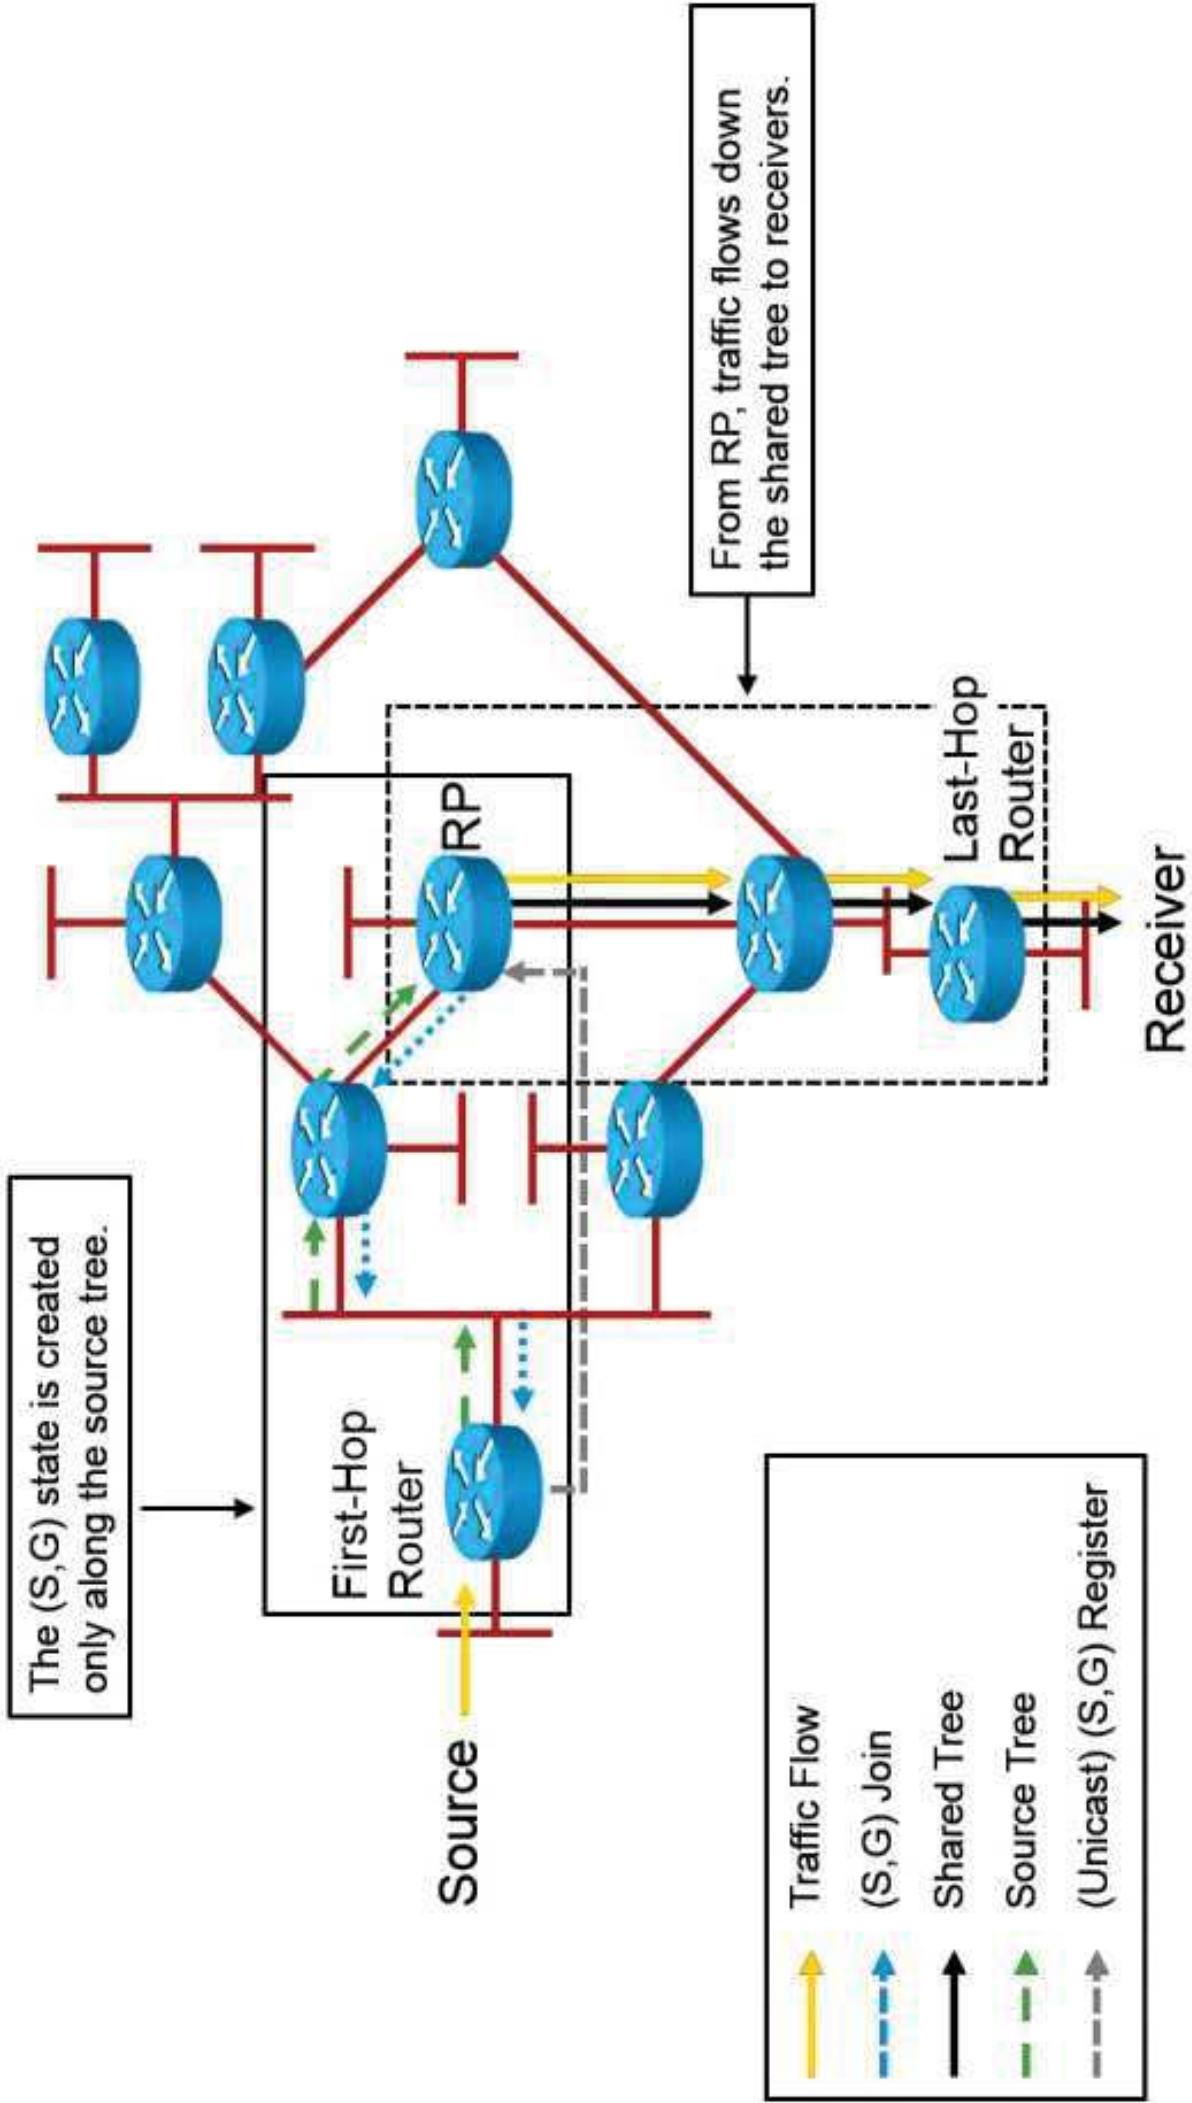 The (S,G) state is created
only along the source tree.
First-Hop
Router
Source
RP
From RP, traffic flows down
the shared tree to receivers.
Last-Hop
Router
Receiver
Traffic Flow
(S,G) Join
Shared Tree
Source Tree
(Unicast) (S,G) Register